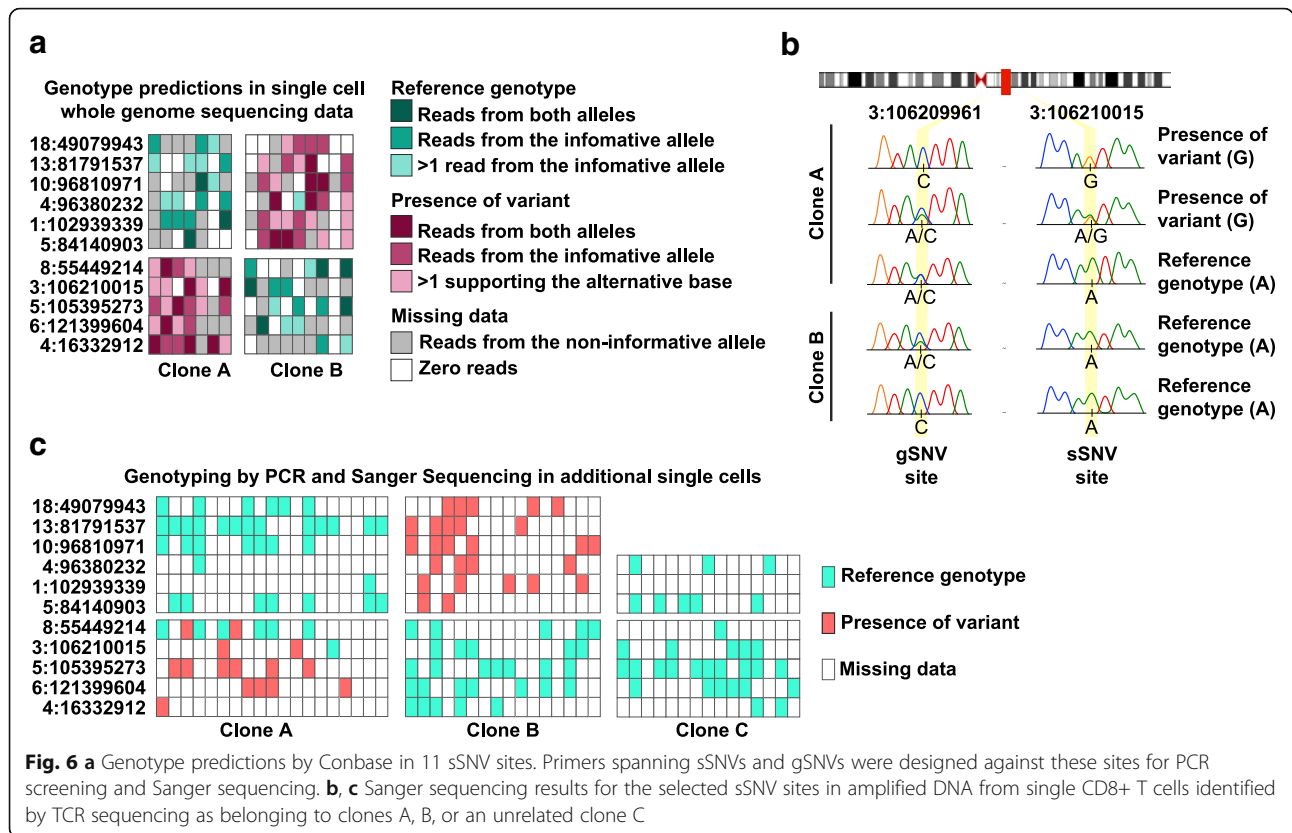 a
Genotype predictions in single cell
whole genome sequencing data
18:49079943
13:81791537
10:96810971
4:96380232
1:102939339
5:84140903
8:55449214
3:106210015
5:105395273
6:121399604
4:16332912
Clone A
Clone B
Reference genotype
Reads from both alleles
Reads from the infomative allele
>1 read from the infomative allele
Presence of variant
Reads from both alleles
Reads from the infomative allele
>1 supporting the alternative base
Missing data
Reads from the non-informative allele
Zero reads
b
3:106209961
3:106210015
Clone A
C
-
G
Presence of
variant (G)
A/C
A/G
Presence of
variant (G)
A/C
A
Reference
genotype (A)
Clone B
A/C
-
A
Reference
genotype (A)
C
-
A
Reference
genotype (A)
gSNV
site
sSNV
site
c
Genotyping by PCR and Sanger Sequencing in additional single cells
18:49079943
13:81791537
10:96810971
4:96380232
1:102939339
5:84140903
8:55449214
3:106210015
5:105395273
6:121399604
4:16332912
Clone A
Clone B
Clone C
Reference genotype
Presence of variant
Missing data
Fig. 6 a Genotype predictions by Conbase in 11 sSNV sites. Primers spanning sSNVs and gSNVs were designed against these sites for PCR
screening and Sanger sequencing. b, c Sanger sequencing results for the selected sSNV sites in amplified DNA from single CD8+ T cells identified
by TCR sequencing as belonging to clones A, B, or an unrelated clone C